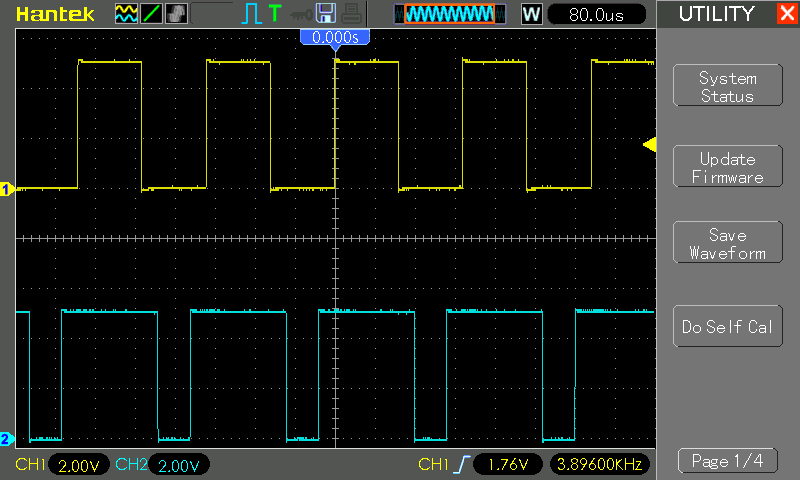 Hantek
T
W
80.0us
UTILITY
0.000s
System
Status
1
Update
Firmware
Save
Waveform
Do Self Cal
2
CH1 2.00V CH2 2.00V CH1 1.76V 3.89600KHz
Page 1/4